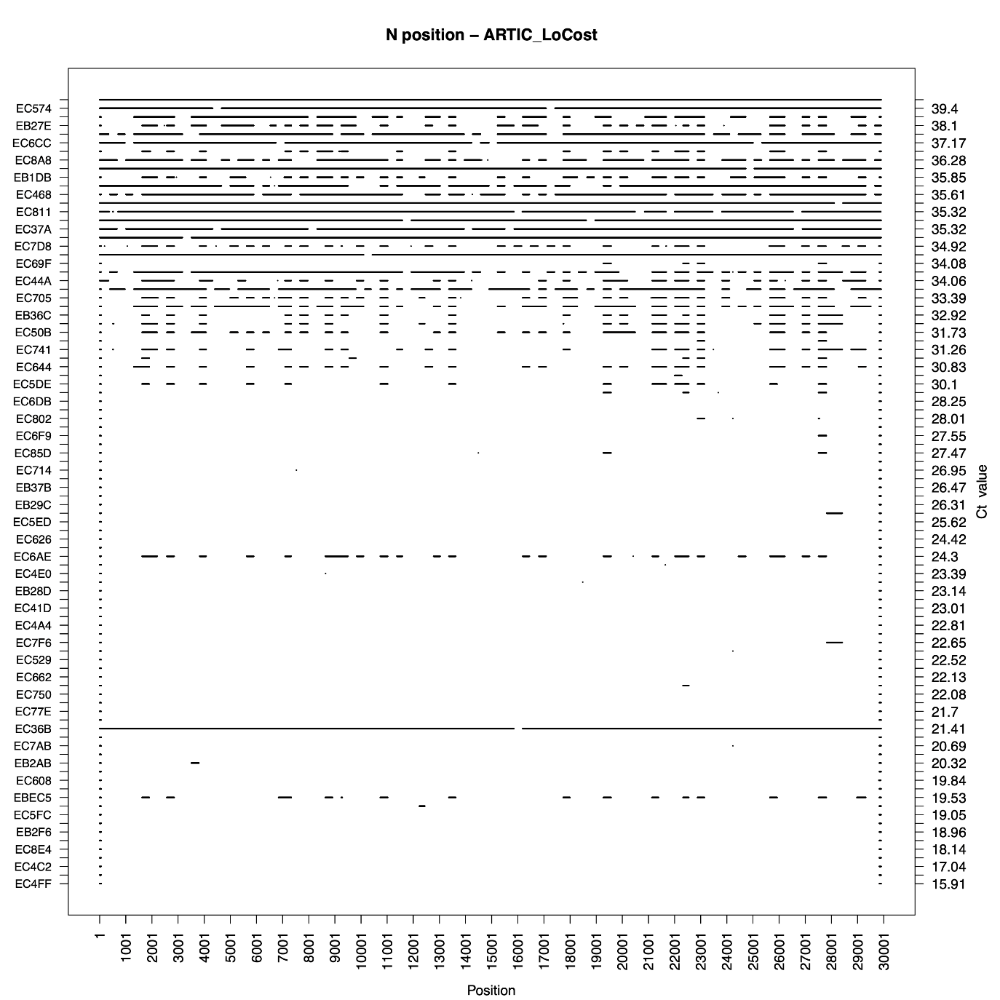 N position – ARTIC_LoCost
EC574 39.4
EB27E 38.1
EC6CC 37.17
EC8A8 36.28
EB1DB 35.85
EC468 35.61
EC811 35.32
EC37A 35.32
EC7D8 34.92
EC69F 34.08
EC44A 34.06
EC705 33.39
EB36C 32.92
EC50B 31.73
EC741 31.26
EC644 30.83
EC5DE 30.1
EC6DB 28.25
EC802 28.01
EC6F9 27.55
EC85D 27.47
EC714 26.95
EB37B 26.47
EB29C 26.31
EC5ED 25.62
EC626 24.42
EC6AE 24.3
EC4E0 23.39
EB28D 23.14
EC41D 23.01
EC4A4 22.81
EC7F6 22.65
EC529 22.52
EC662 22.13
EC750 22.08
EC77E 21.7
EC36B 21.41
EC7AB 20.69
EB2AB 20.32
EC608 19.84
EBEC5 19.53
EC5FC 19.05
EB2F6 18.96
EC8E4 18.14
EC4C2 17.04
EC4FF 15.91
Ct value
1 1001 2001 3001 4001 5001 6001 7001 8001 9001 10001 11001 12001 13001 14001 15001 16001 17001 18001 19001 20001 21001 22001 23001 24001 25001 26001 27001 28001 29001 30001
Position